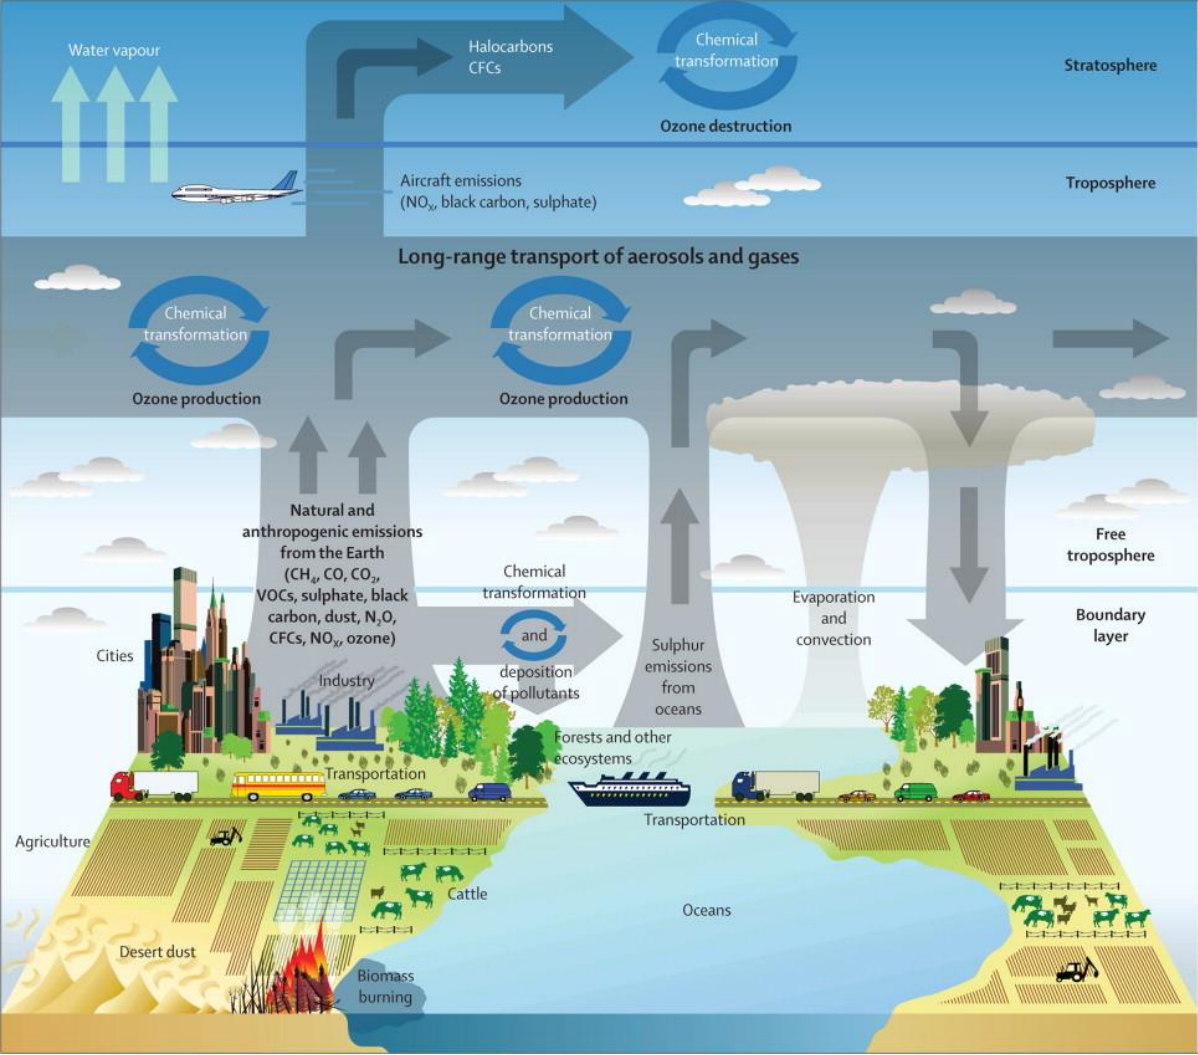 Water vapour
Halocarbons
CFCs
Chemical
transformation
Ozone destruction
Stratosphere
Aircraft emissions
(NOₓ, black carbon, sulphate)
Troposphere
Long-range transport of aerosols and gases
Chemical
transformation
Ozone production
Chemical
transformation
Ozone production
Natural and
anthropogenic emissions
from the Earth
(CH₄, CO, CO₂,
VOCs, sulphate, black
carbon, dust, N₂O,
CFCs, NOₓ, ozone)
Free
troposphere
Chemical
transformation
and
deposition
of pollutants
Sulphur
emissions
from
oceans
Evaporation
and
convection
Boundary
layer
Cities
Industry
Forests and other
ecosystems
Transportation
Transportation
Agriculture
Cattle
Oceans
Desert dust
Biomass
burning